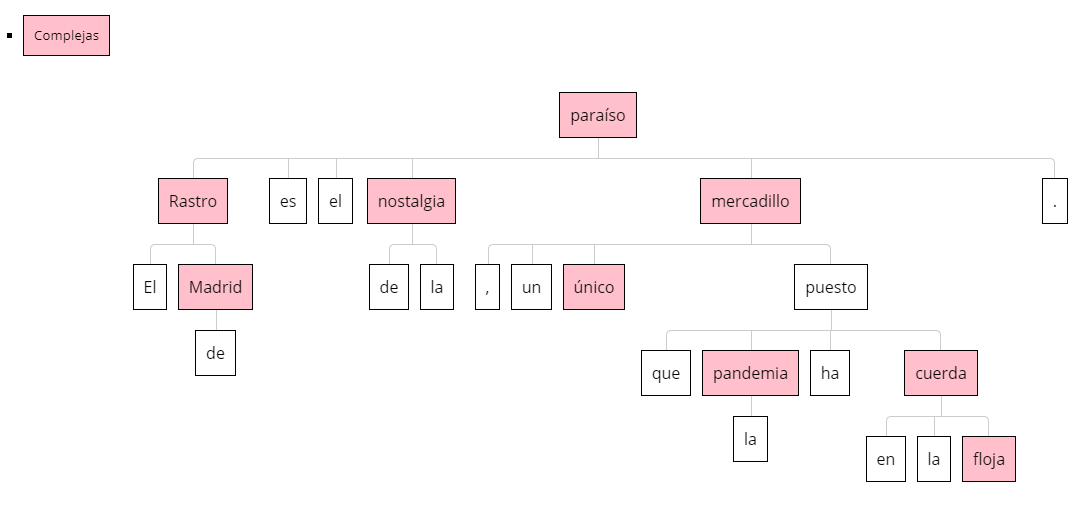 Complejas
paraíso
Rastro es el nostalgia mercadillo .
El Madrid de la , un único puesto
de
que pandemia ha cuerda
la
en la floja